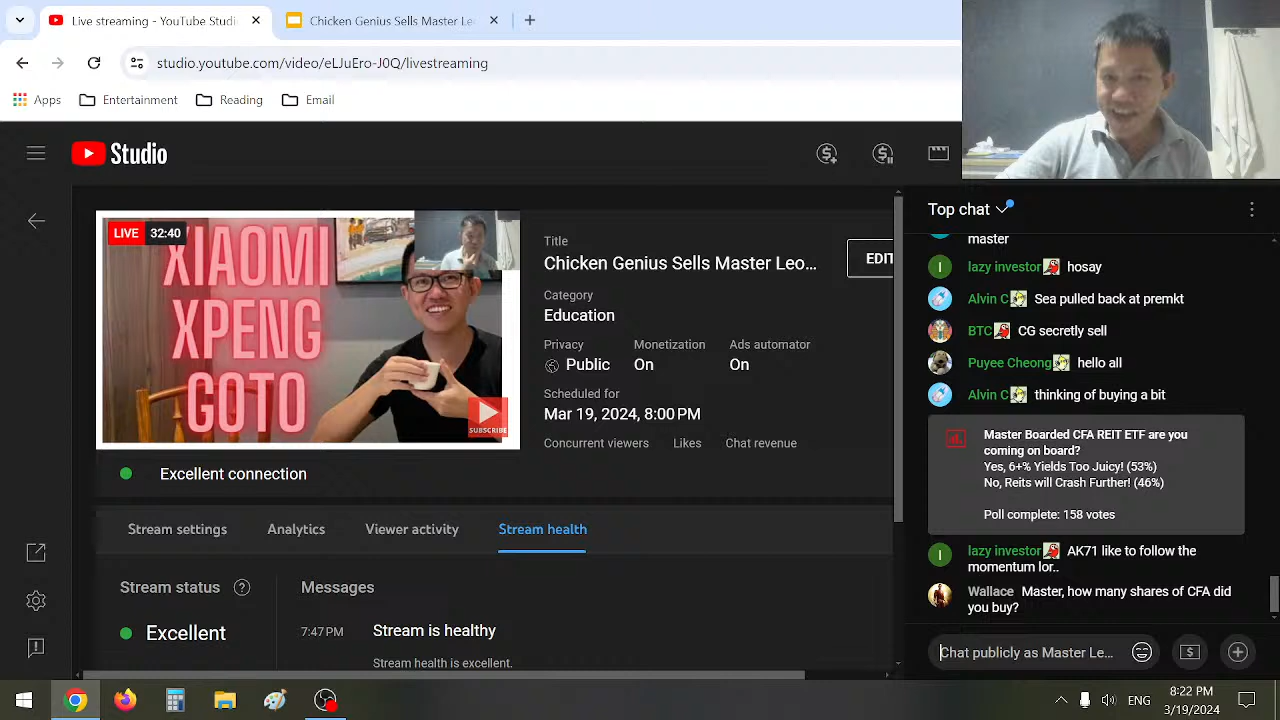 Live streaming - YouTube Studi
Chicken Genius Sells Master Le
studio.youtube.com/video/eLJuEro-J0Q/livestreaming
Apps
Entertainment
Reading
Email
Studio
LIVE 32:40
XIAOMI
XPENG
GOTO
SUBSCRIBE
Title
Chicken Genius Sells Master Leo...
EDIT
Category
Education
Privacy
Monetization
Ads automator
Public
On
On
Scheduled for
Mar 19, 2024, 8:00 PM
Concurrent viewers
Likes
Chat revenue
Excellent connection
Stream settings
Analytics
Viewer activity
Stream health
Stream status
Messages
Excellent
7:47 PM
Stream is healthy
Stream health is excellent.
Top chat
master
I lazy investor hosay
Alvin C Sea pulled back at premkt
BTC CG secretly sell
Puyee Cheong hello all
Alvin C thinking of buying a bit
Master Boarded CFA REIT ETF are you
coming on board?
Yes, 6+% Yields Too Juicy! (53%)
No, Reits will Crash Further! (46%)
Poll complete: 158 votes
I lazy investor AK71 like to follow the
momentum lor..
Wallace Master, how many shares of CFA did
you buy?
Chat publicly as Master Le...
ENG
8:22 PM
3/19/2024